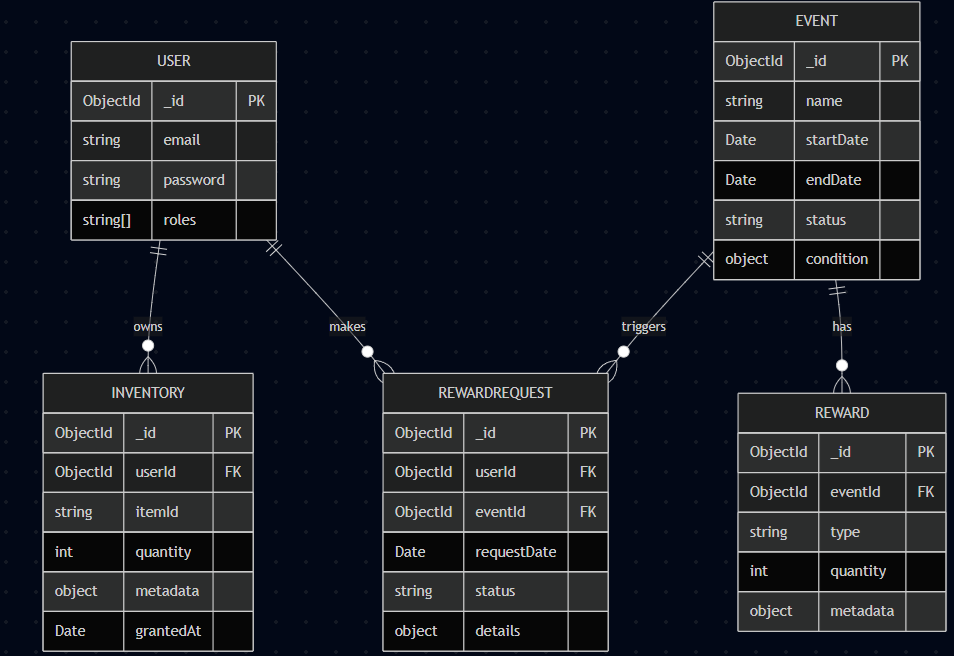 USER
ObjectId _id PK
string email
string password
string[] roles
EVENT
ObjectId _id PK
string name
Date startDate
Date endDate
string status
object condition
owns
makes
triggers
has
INVENTORY
ObjectId _id PK
ObjectId userId FK
string itemId
int quantity
object metadata
Date grantedAt
REWARDREQUEST
ObjectId _id PK
ObjectId userId FK
ObjectId eventId FK
Date requestDate
string status
object details
REWARD
ObjectId _id PK
ObjectId eventId FK
string type
int quantity
object metadata